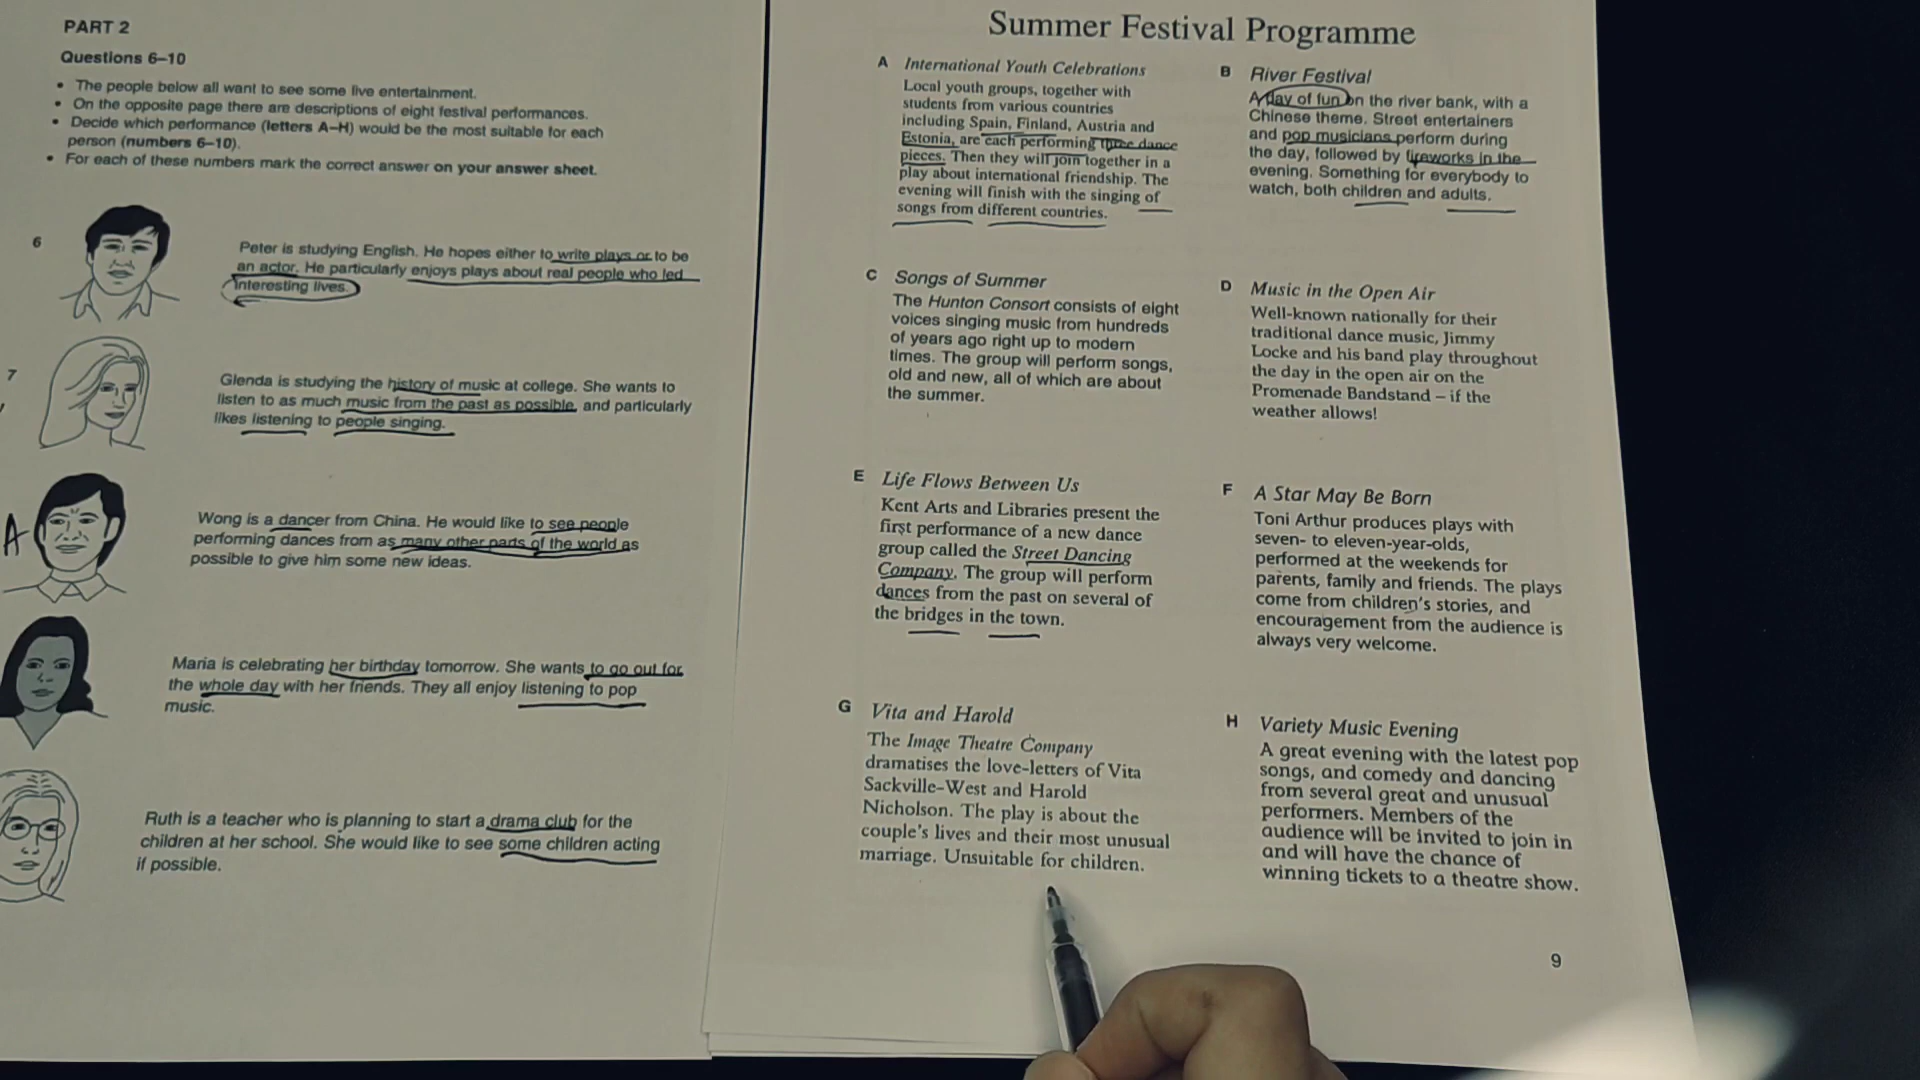 PART 2
Questions 6–10
• The people below all want to see some live entertainment.
• On the opposite page there are descriptions of eight festival performances.
• Decide which performance (letters A–H) would be the most suitable for each
person (numbers 6–10).
• For each of these numbers mark the correct answer on your answer sheet.
6
Peter is studying English. He hopes either to write plays or to be
an actor. He particularly enjoys plays about real people who led
interesting lives.
7
Glenda is studying the history of music at college. She wants to
listen to as much music from the past as possible, and particularly
likes listening to people singing.
A
Wong is a dancer from China. He would like to see people
performing dances from as many other parts of the world as
possible to give him some new ideas.
Maria is celebrating her birthday tomorrow. She wants to go out for
the whole day with her friends. They all enjoy listening to pop
music.
Ruth is a teacher who is planning to start a drama club for the
children at her school. She would like to see some children acting
if possible.
Summer Festival Programme
A International Youth Celebrations
Local youth groups, together with
students from various countries
including Spain, Finland, Austria and
Estonia, are each performing three dance
pieces. Then they will join together in a
play about international friendship. The
evening will finish with the singing of
songs from different countries.
B River Festival
A day of fun on the river bank, with a
Chinese theme. Street entertainers
and pop musicians perform during
the day, followed by fireworks in the
evening. Something for everybody to
watch, both children and adults.
C Songs of Summer
The Hunton Consort consists of eight
voices singing music from hundreds
of years ago right up to modern
times. The group will perform songs,
old and new, all of which are about
the summer.
D Music in the Open Air
Well-known nationally for their
traditional dance music, Jimmy
Locke and his band play throughout
the day in the open air on the
Promenade Bandstand – if the
weather allows!
E Life Flows Between Us
Kent Arts and Libraries present the
first performance of a new dance
group called the Street Dancing
Company. The group will perform
dances from the past on several of
the bridges in the town.
F A Star May Be Born
Toni Arthur produces plays with
seven- to eleven-year-olds,
performed at the weekends for
parents, family and friends. The plays
come from children's stories, and
encouragement from the audience is
always very welcome.
G Vita and Harold
The Image Theatre Company
dramatises the love-letters of Vita
Sackville-West and Harold
Nicholson. The play is about the
couple's lives and their most unusual
marriage. Unsuitable for children.
H Variety Music Evening
A great evening with the latest pop
songs, and comedy and dancing
from several great and unusual
performers. Members of the
audience will be invited to join in
and will have the chance of
winning tickets to a theatre show.
9